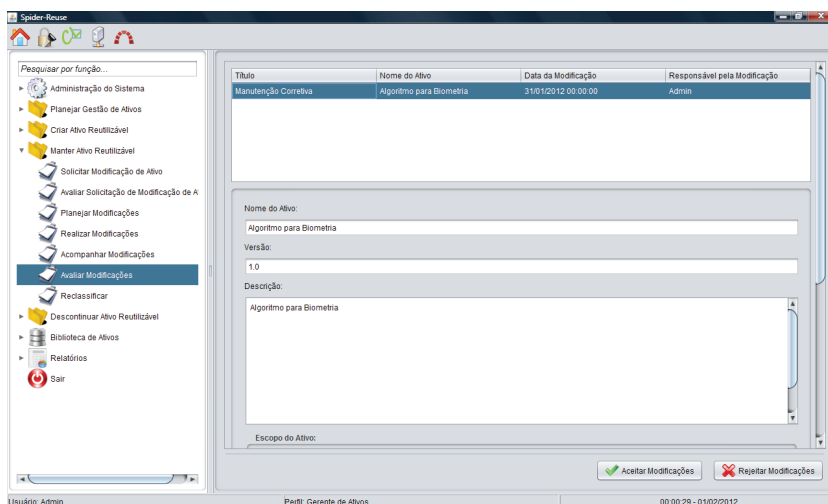 Spider-Reuse
Pesquisar por função...
Administração do Sistema
Planejar Gestão de Ativos
Criar Ativo Reutilizável
Manter Ativo Reutilizável
Solicitar Modificação de Ativo
Avaliar Solicitação de Modificação de A
Planejar Modificações
Realizar Modificações
Acompanhar Modificações
Avaliar Modificações
Reclassificar
Descontinuar Ativo Reutilizável
Biblioteca de Ativos
Relatórios
Sair
Título Nome do Ativo Data da Modificação Responsável pela Modificação
Manutenção Corretiva Algoritmo para Biometria 31/01/2012 00:00:00 Admin
Nome do Ativo:
Algoritmo para Biometria
Versão:
1.0
Descrição:
Algoritmo para Biometria
Escopo do Ativo:
Aceitar Modificações Rejeitar Modificações
Usuário: Admin Perfil: Gerente de Ativos 00:00:29 - 01/02/2012